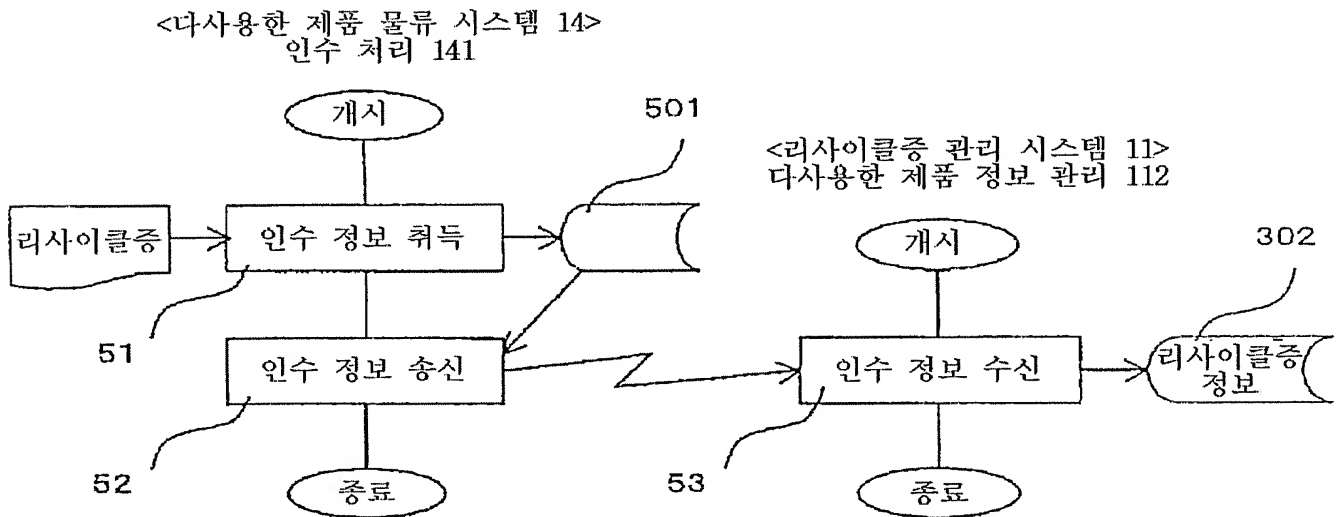 <다사용한 제품 물류 시스템 14>
인수 처리 141
개시
501
<리사이클증 관리 시스템 11>
다사용한 제품 정보 관리 112
리사이클증
인수 정보 취득
개시
302
51
인수 정보 송신
인수 정보 수신
리사이클증
정보
52
53
종료
종료